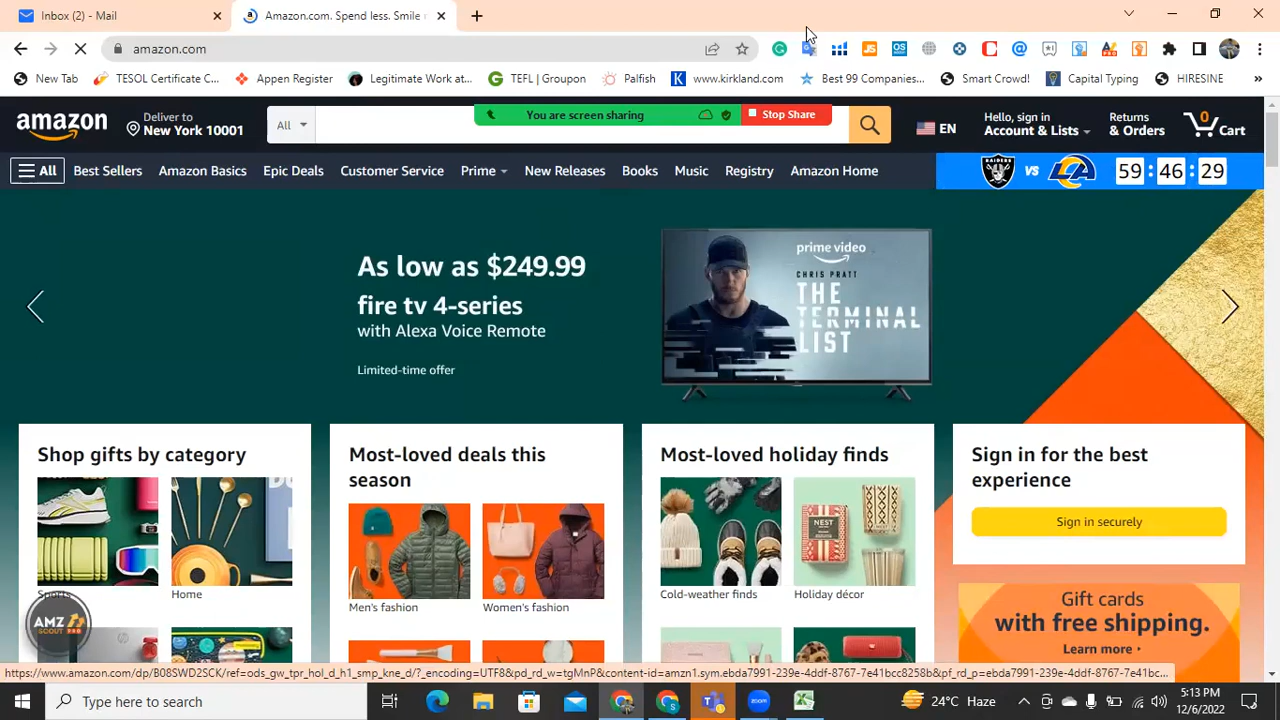 Inbox (2) - Mail
Amazon.com. Spend less. Smile
amazon.com
New Tab
TESOL Certificate C...
Appen Register
Legitimate Work at...
TEFL | Groupon
Palfish
www.kirkland.com
Best 99 Companies...
Smart Crowd!
Capital Typing
HIRESINE
amazon
Deliver to
New York 10001
All
You are screen sharing
Stop Share
EN
Hello, sign in
Account & Lists
Returns
& Orders
0
Cart
All
Best Sellers
Amazon Basics
Epic Deals
Customer Service
Prime
New Releases
Books
Music
Registry
Amazon Home
RAIDERS
VS
59 : 46 : 29
As low as $249.99
fire tv 4-series
with Alexa Voice Remote
Limited-time offer
prime video
CHRIS PRATT
THE
TERMINAL
LIST
Shop gifts by category
Most-loved deals this
season
Most-loved holiday finds
Sign in for the best
experience
Sign in securely
NEST
Home
Men's fashion
Women's fashion
Cold-weather finds
Holiday décor
AMZ
SCOUT
PRO
Gift cards
with free shipping.
Learn more
https://www.amazon.com/dp/B08SWD2SCK/ref=ods_gw_tpr_hol_d_h1_smp_kne_d/?_encoding=UTF8&pd_rd_w=tgMnP&content-id=amzn1.sym.ebda7991-239e-4df4-8767-7e41bcc8258b&pf_rd_p=ebda7991-239e-4df4-8767-7e41bc...
Type here to search
24°C Haze
5:13 PM
12/6/2022